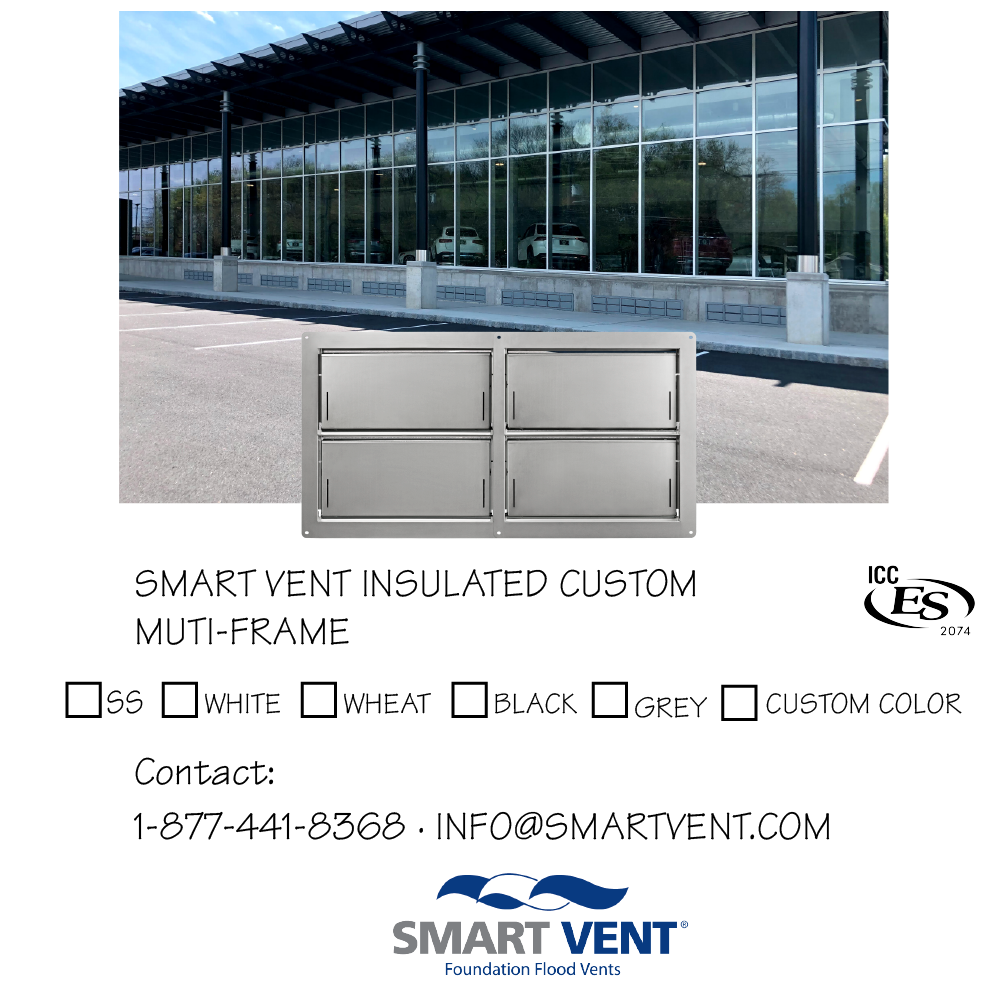 SMART VENT INSULATED CUSTOM
MUTI-FRAME
ICC
ES
2074
SS WHITE WHEAT BLACK GREY CUSTOM COLOR
Contact:
1-877-441-8368 · INFO@SMARTVENT.COM
SMART VENT®
Foundation Flood Vents